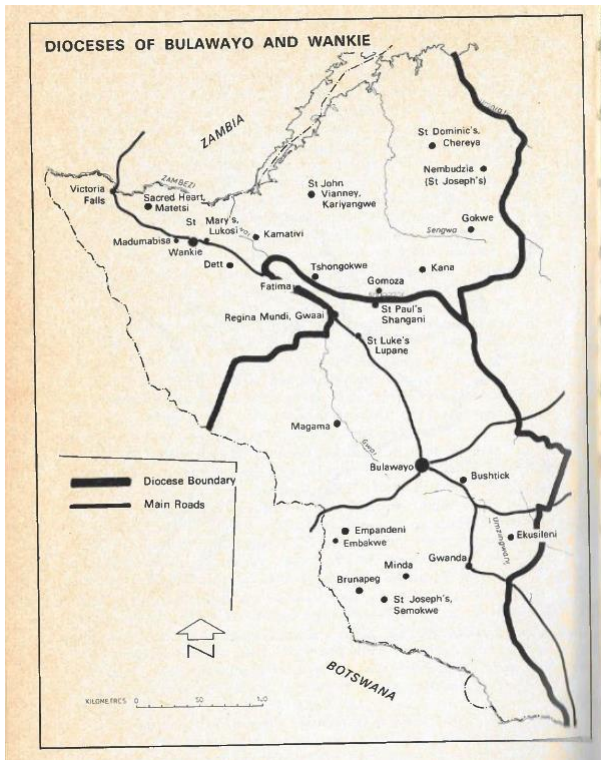 DIOCESES OF BULAWAYO AND WANKIE
ZAMBIA
St Dominic's,
Chereya
Nembudzia
(St Joseph's)
ZAMBEZI
Victoria
Falls
Sacred Heart,
Matetsi
St John
Vianney,
Kariyangwe
St Mary's,
Lukosi
Kamativi
Gokwe
Sengwa
Madumabisa
Wankie
Dett
Tshongokwe
Kana
Fatima
Gomoza
Regina Mundi, Gwaai
St Paul's
Shangani
St Luke's
Lupane
Magama
Gwai
Bulawayo
Bushtick
Diocese Boundary
Main Roads
Empandeni
Embakwe
Umzingwani
Ekusileni
Gwanda
Minda
Brunapeg
St Joseph's,
Semokwe
N
BOTSWANA
KILOMETRES 0 50